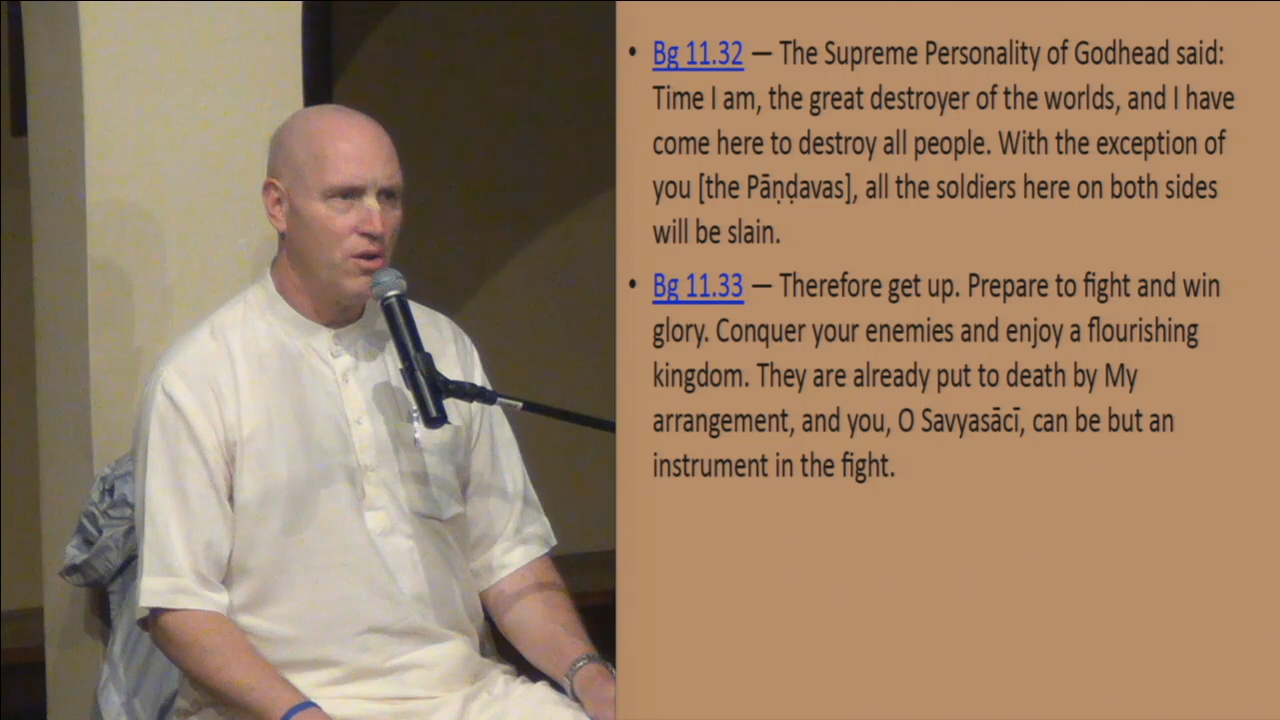 • Bg 11.32 — The Supreme Personality of Godhead said:
Time I am, the great destroyer of the worlds, and I have
come here to destroy all people. With the exception of
you [the Pāṇḍavas], all the soldiers here on both sides
will be slain.
• Bg 11.33 — Therefore get up. Prepare to fight and win
glory. Conquer your enemies and enjoy a flourishing
kingdom. They are already put to death by My
arrangement, and you, O Savyasācī, can be but an
instrument in the fight.